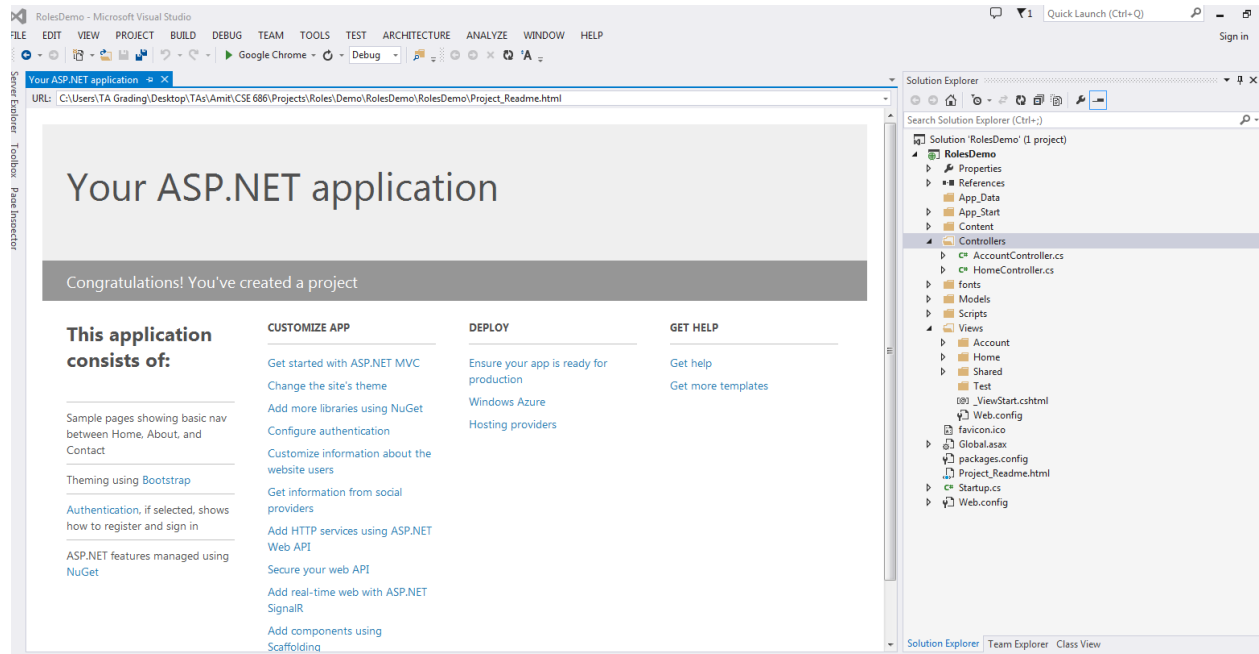 RolesDemo - Microsoft Visual Studio
1
Quick Launch (Ctrl+Q)
FILE EDIT VIEW PROJECT BUILD DEBUG TEAM TOOLS TEST ARCHITECTURE ANALYZE WINDOW HELP
Sign in
Google Chrome
Debug
Server Explorer
Toolbox
Page Inspector
Your ASP.NET application
URL: C:\Users\TA Grading\Desktop\TAs\Amit\CSE 686\Projects\Roles\Demo\RolesDemo\RolesDemo\Project_Readme.html
Your ASP.NET application
Congratulations! You've created a project
This application
consists of:
Sample pages showing basic nav
between Home, About, and
Contact
Theming using Bootstrap
Authentication, if selected, shows
how to register and sign in
ASP.NET features managed using
NuGet
CUSTOMIZE APP
Get started with ASP.NET MVC
Change the site's theme
Add more libraries using NuGet
Configure authentication
Customize information about the
website users
Get information from social
providers
Add HTTP services using ASP.NET
Web API
Secure your web API
Add real-time web with ASP.NET
SignalR
Add components using
Scaffolding
DEPLOY
Ensure your app is ready for
production
Windows Azure
Hosting providers
GET HELP
Get help
Get more templates
Solution Explorer
Search Solution Explorer (Ctrl+;)
Solution 'RolesDemo' (1 project)
RolesDemo
Properties
References
App_Data
App_Start
Content
Controllers
C# AccountController.cs
C# HomeController.cs
fonts
Models
Scripts
Views
Account
Home
Shared
Test
[@] _ViewStart.cshtml
Web.config
favicon.ico
Global.asax
packages.config
Project_Readme.html
C# Startup.cs
Web.config
Solution Explorer Team Explorer Class View